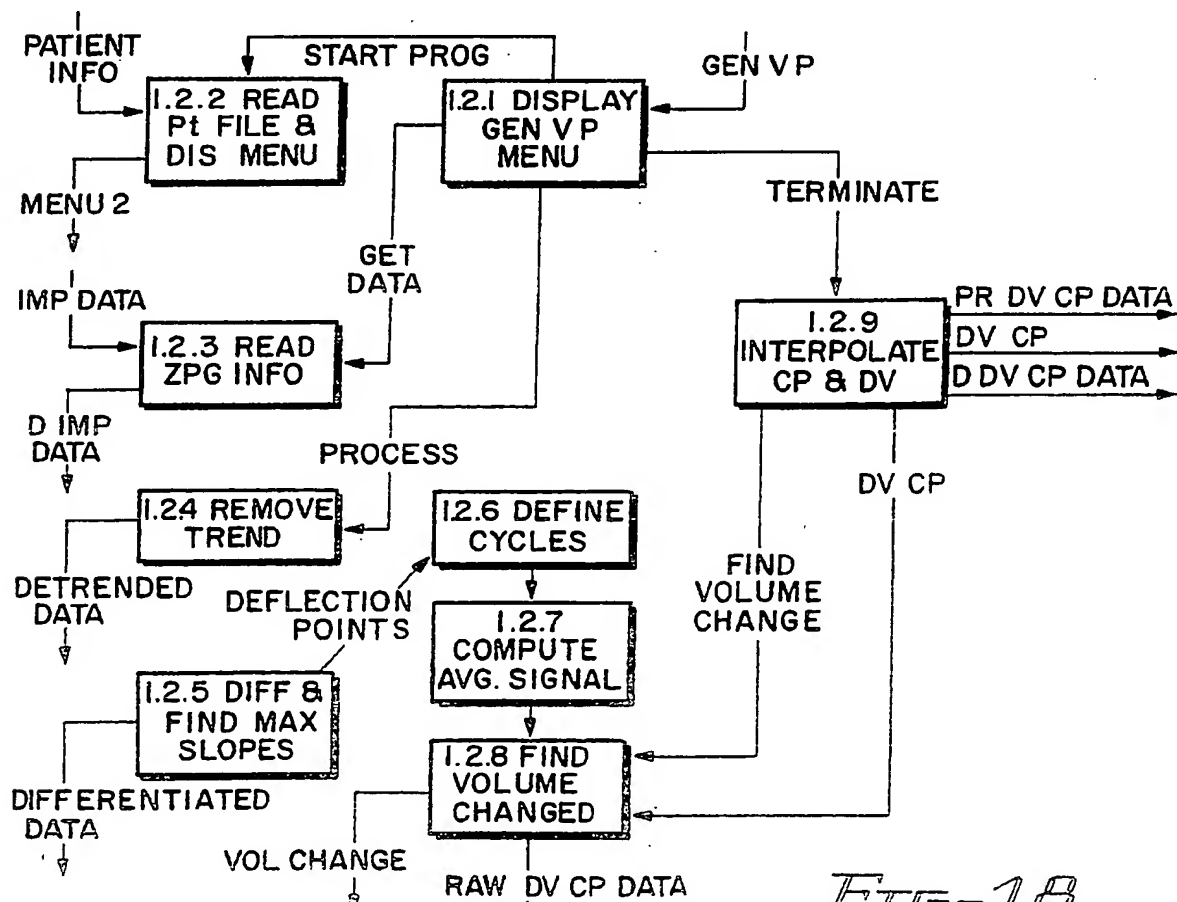 PATIENT
INFO
START PROG
GEN V P
1.2.2 READ
Pt FILE &
DIS MENU
1.2.1 DISPLAY
GEN V P
MENU
MENU 2
TERMINATE
GET
DATA
IMP DATA
PR DV CP DATA
1.2.9
INTERPOLATE
CP & DV
DV CP
D DV CP DATA
1.2.3 READ
ZPG INFO
D IMP
DATA
PROCESS
DV CP
1.2.4 REMOVE
TREND
1.2.6 DEFINE
CYCLES
FIND
VOLUME
CHANGE
DETRENDED
DATA
DEFLECTION
POINTS
1.2.7
COMPUTE
AVG. SIGNAL
1.2.5 DIFF &
FIND MAX
SLOPES
1.2.8 FIND
VOLUME
CHANGED
DIFFERENTIATED
DATA
VOL CHANGE
RAW DV CP DATA
FIG-18